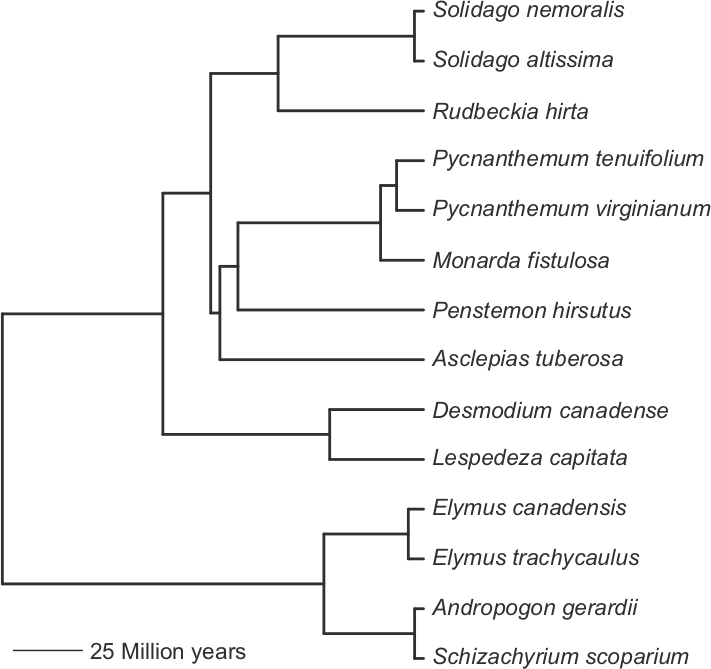 Solidago nemoralis
Solidago altissima
Rudbeckia hirta
Pycnanthemum tenuifolium
Pycnanthemum virginianum
Monarda fistulosa
Penstemon hirsutus
Asclepias tuberosa
Desmodium canadense
Lespedeza capitata
Elymus canadensis
Elymus trachycaulus
Andropogon gerardii
25 Million years
Schizachyrium scoparium